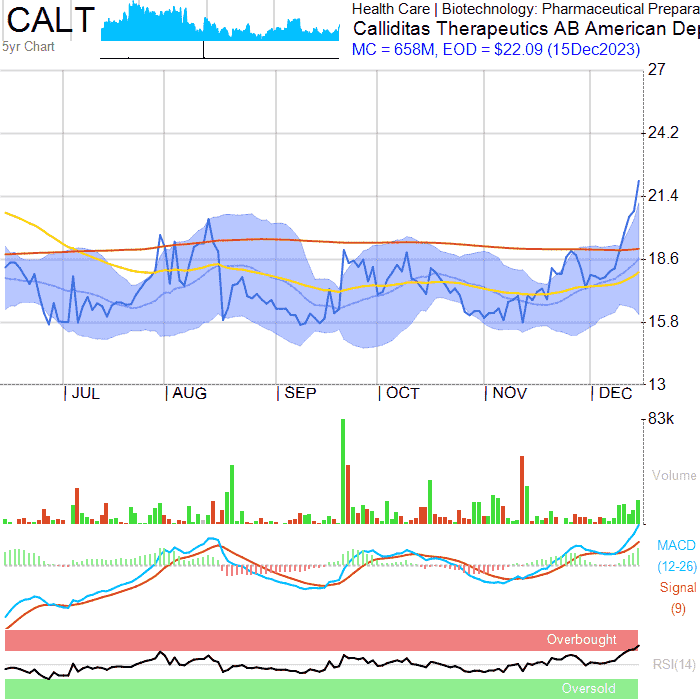 CALT
5yr Chart
Health Care | Biotechnology: Pharmaceutical Prepara
Calliditas Therapeutics AB American Dep
MC = 658M, EOD = $22.09 (15Dec2023)
27
24.2
21.4
18.6
15.8
13
JUL AUG SEP OCT NOV DEC
83k
Volume
MACD
(12-26)
Signal
(9)
Overbought
RSI(14)
Oversold